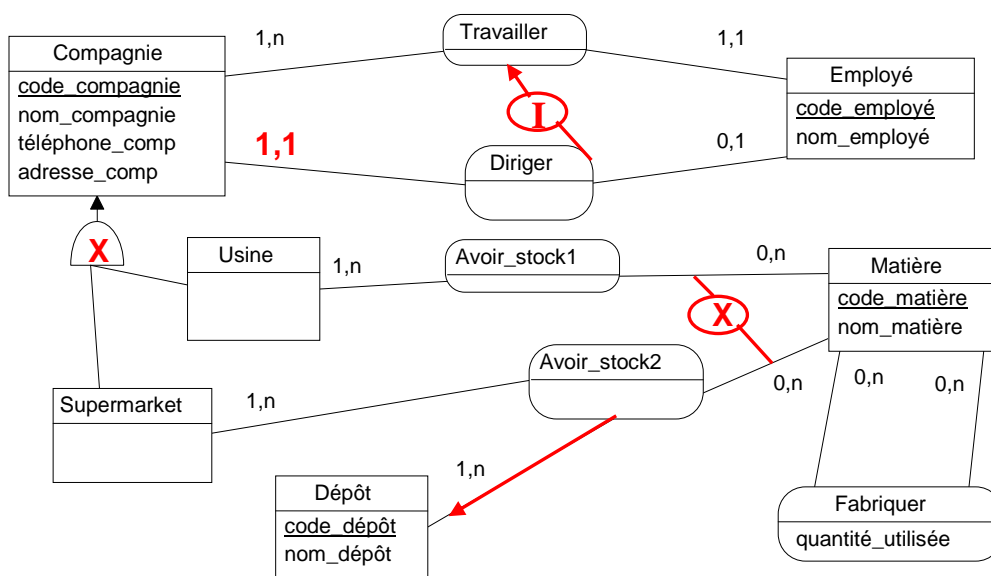 1,n
Travailler
1,1
Compagnie
code_compagnie
nom_compagnie
téléphone_comp
adresse_comp
Employé
code_employé
nom_employé
I
1,1
Diriger
0,1
X
Usine
1,n
Avoir_stock1
0,n
Matière
code_matière
nom_matière
X
Supermarket
1,n
Avoir_stock2
0,n
0,n
0,n
1,n
Dépôt
code_dépôt
nom_dépôt
Fabriquer
quantité_utilisée